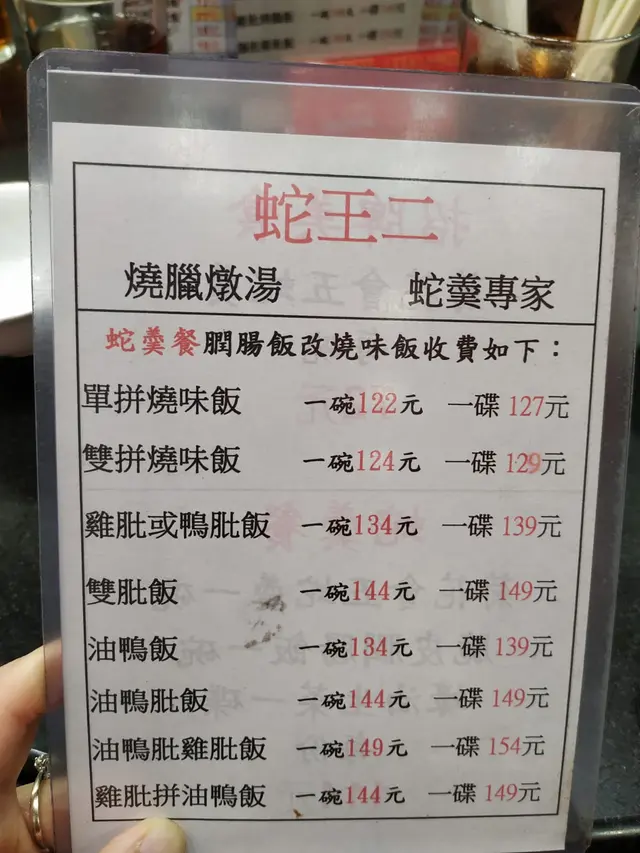 蛇王二
燒臘燉湯 蛇羹專家
蛇羹餐膶腸飯改燒味飯收費如下：
單拼燒味飯 一碗122元 一碟127元
雙拼燒味飯 一碗124元 一碟129元
雞肶或鴨肶飯 一碗134元 一碟139元
雙肶飯 一碗144元 一碟149元
油鴨飯 一碗134元 一碟139元
油鴨肶飯 一碗144元 一碟149元
油鴨肶雞肶飯 一碗149元 一碟154元
雞肶拼油鴨飯 一碗144元 一碟149元